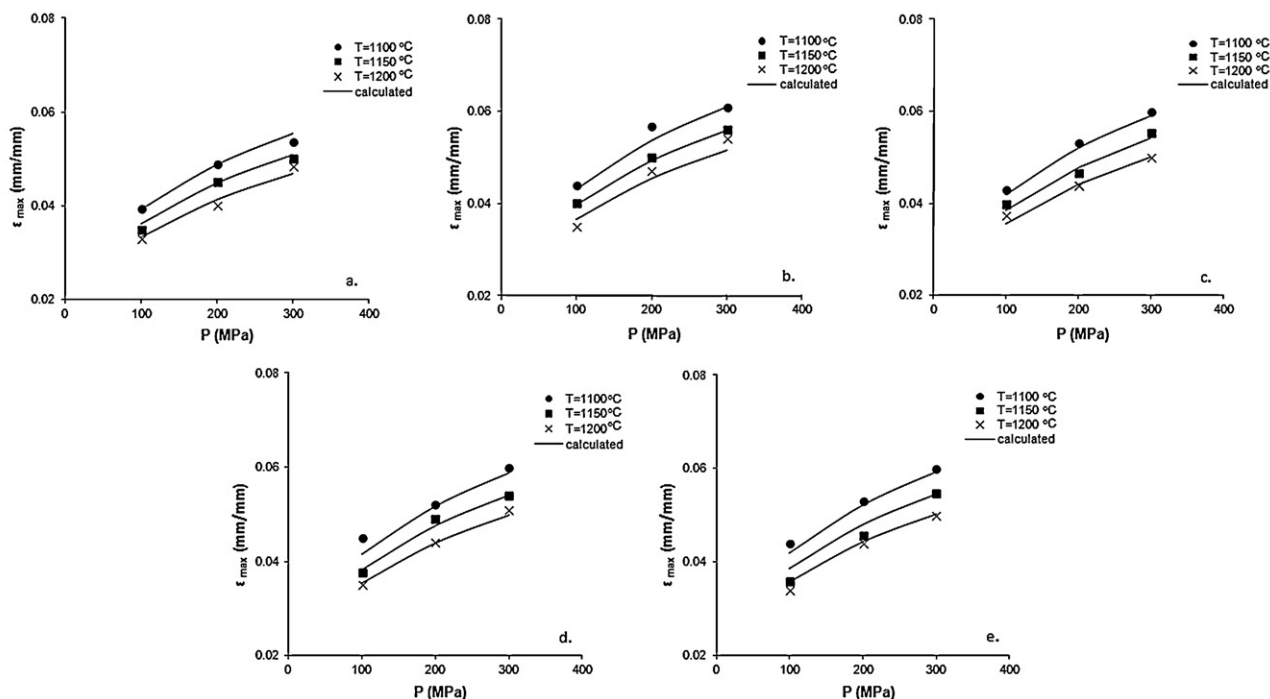 0.08
0.06
0.04
0.02
ε max (mm/mm)
T=1100 °C
T=1150 °C
T=1200 °C
calculated
a.
0 100 200 300 400
P (MPa)
0.08
0.06
0.04
0.02
ε max (mm/mm)
T=1100 °C
T=1150 °C
T=1200 °C
calculated
b.
0 100 200 300 400
P (MPa)
0.08
0.06
0.04
0.02
ε max (mm/mm)
T=1100 °C
T=1150 °C
T=1200 °C
calculated
c.
0 100 200 300 400
P (MPa)
0.08
0.06
0.04
0.02
ε max (mm/mm)
T=1100 °C
T=1150 °C
T=1200 °C
calculated
d.
0 100 200 300 400
P (MPa)
0.08
0.06
0.04
0.02
ε max (mm/mm)
T=1100 °C
T=1150 °C
T=1200 °C
calculated
e.
0 100 200 300 400
P (MPa)